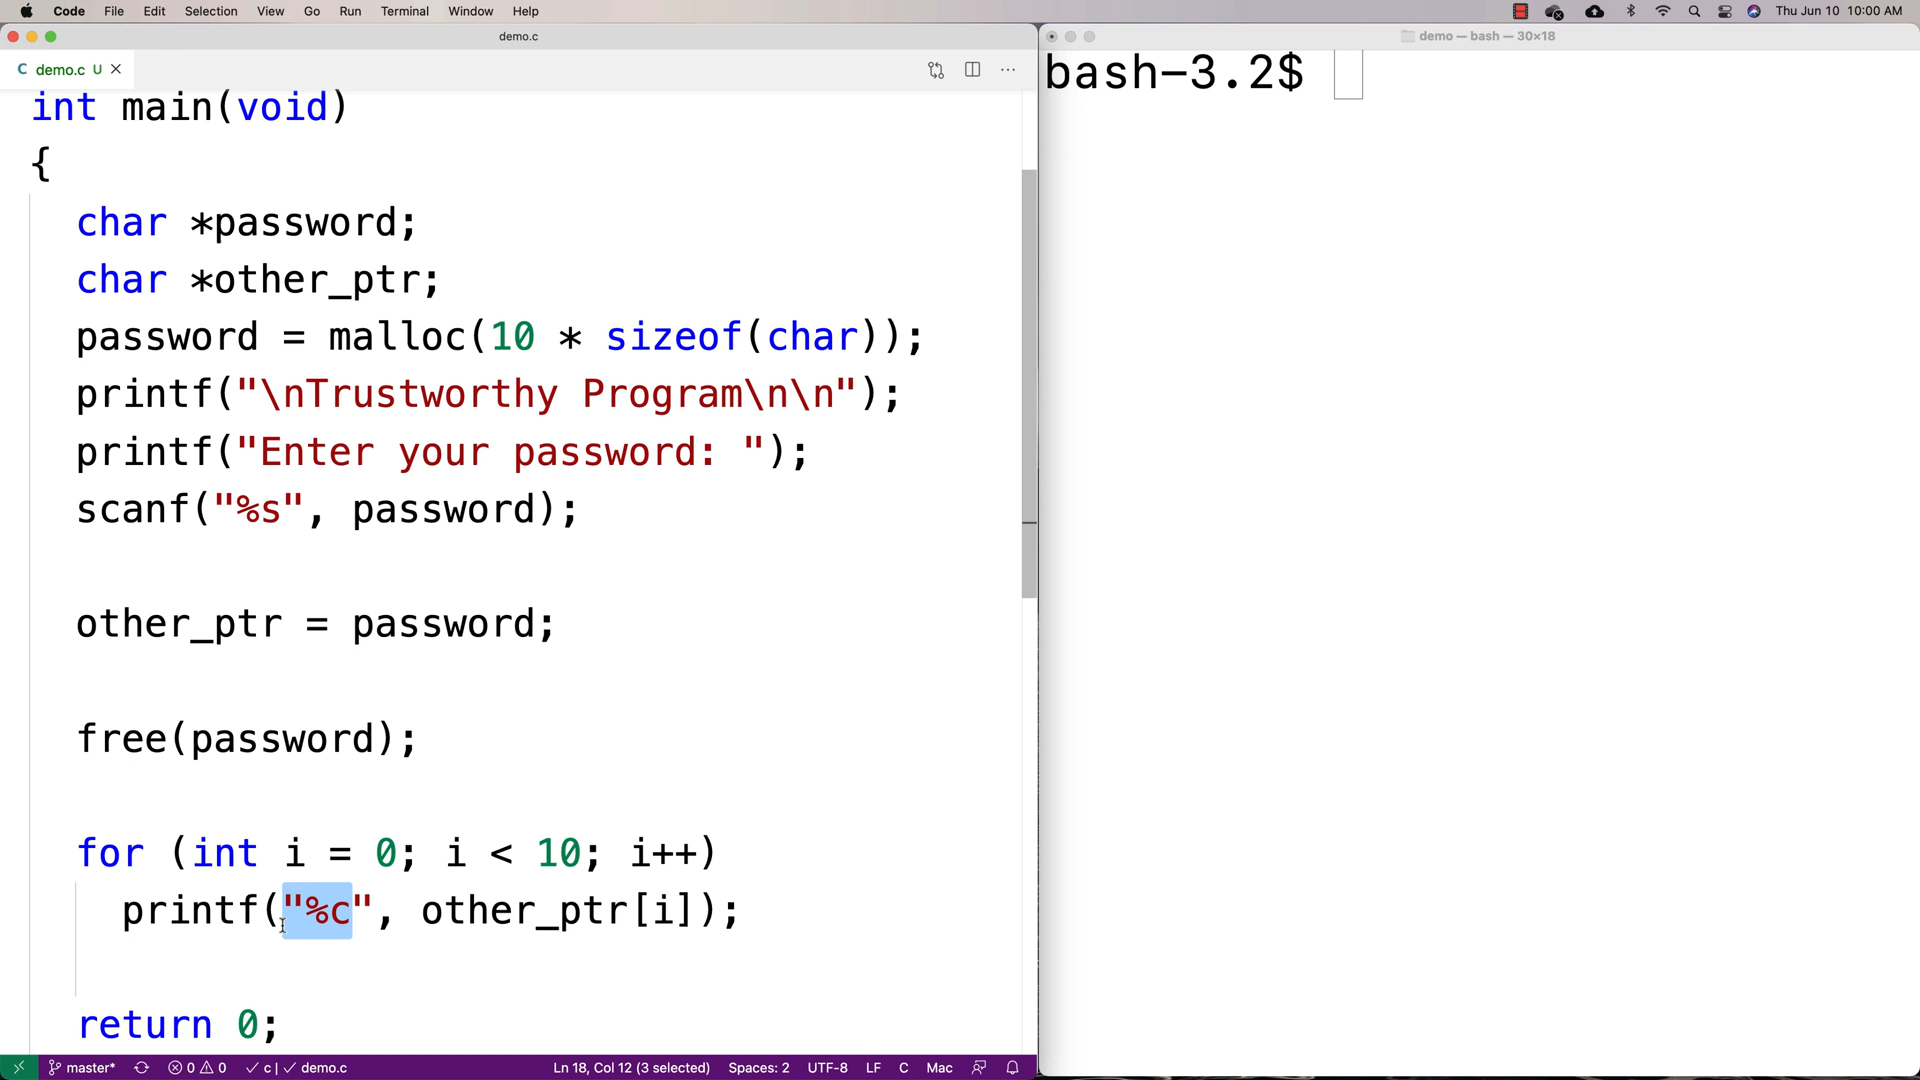 Code File Edit Selection View Go Run Terminal Window Help Thu Jun 10 10:00 AM
demo.c
demo — bash — 30×18
C demo.c U
bash-3.2$
int main(void)
{
char *password;
char *other_ptr;
password = malloc(10 * sizeof(char));
printf("\nTrustworthy Program\n\n");
printf("Enter your password: ");
scanf("%s", password);
other_ptr = password;
free(password);
for (int i = 0; i < 10; i++)
printf("%c", other_ptr[i]);
return 0;
master* 0 0 c | demo.c Ln 18, Col 12 (3 selected) Spaces: 2 UTF-8 LF C Mac